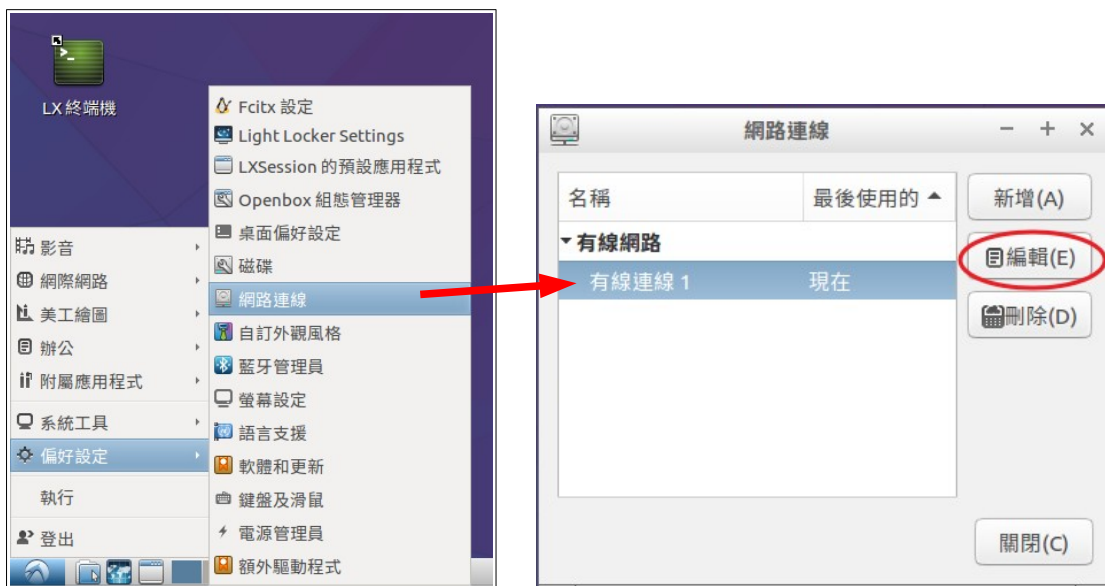 LX 終端機
影音
網際網路
美工繪圖
辦公
附屬應用程式
系統工具
偏好設定
執行
登出
Fcitx 設定
Light Locker Settings
LXSession 的預設應用程式
Openbox 組態管理器
桌面偏好設定
磁碟
網路連線
自訂外觀風格
藍牙管理員
螢幕設定
語言支援
軟體和更新
鍵盤及滑鼠
電源管理員
額外驅動程式
網路連線
名稱 最後使用的
有線網路
有線連線 1 現在
新增(A)
編輯(E)
刪除(D)
關閉(C)